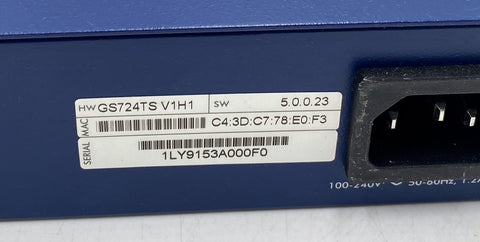 HW GS724TS V1H1 SW 5.0.0.23
MAC C4:3D:C7:78:E0:F3
SERIAL 1LY9153A000F0
100-240V~ 50-60Hz, 1.2A